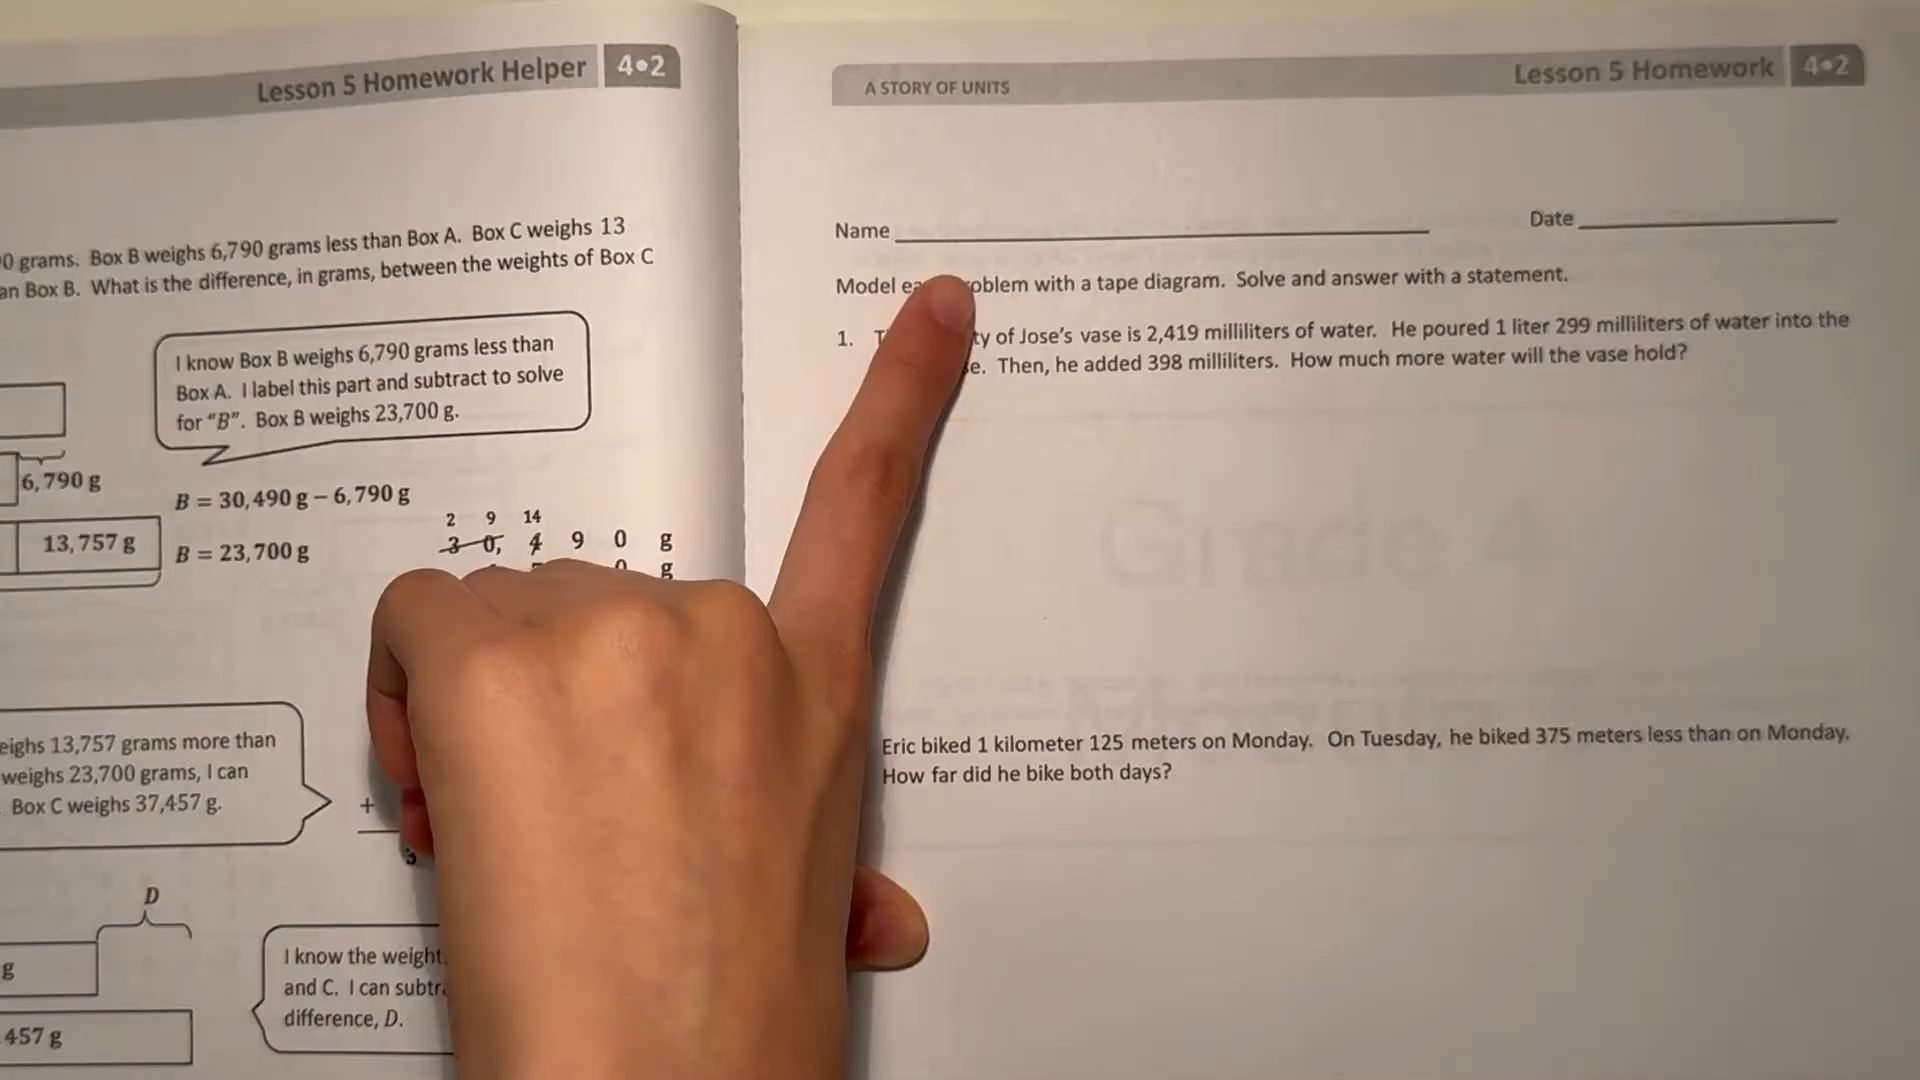 Lesson 5 Homework Helper 4•2
0 grams. Box B weighs 6,790 grams less than Box A. Box C weighs 13
an Box B. What is the difference, in grams, between the weights of Box C
I know Box B weighs 6,790 grams less than
Box A. I label this part and subtract to solve
for “B”. Box B weighs 23,700 g.
6,790 g
13,757 g
B = 30,490 g – 6,790 g
B = 23,700 g
2 9 14
3 0, 4 9 0 g
0 g
eighs 13,757 grams more than
weighs 23,700 grams, I can
Box C weighs 37,457 g.
+
3
D
g
457 g
I know the weight
and C. I can subtr
difference, D.
A STORY OF UNITS
Lesson 5 Homework 4•2
Name
Date
Model oblem with a tape diagram. Solve and answer with a statement.
1. ty of Jose’s vase is 2,419 milliliters of water. He poured 1 liter 299 milliliters of water into the
e. Then, he added 398 milliliters. How much more water will the vase hold?
Eric biked 1 kilometer 125 meters on Monday. On Tuesday, he biked 375 meters less than on Monday.
How far did he bike both days?
Grade 4
Module